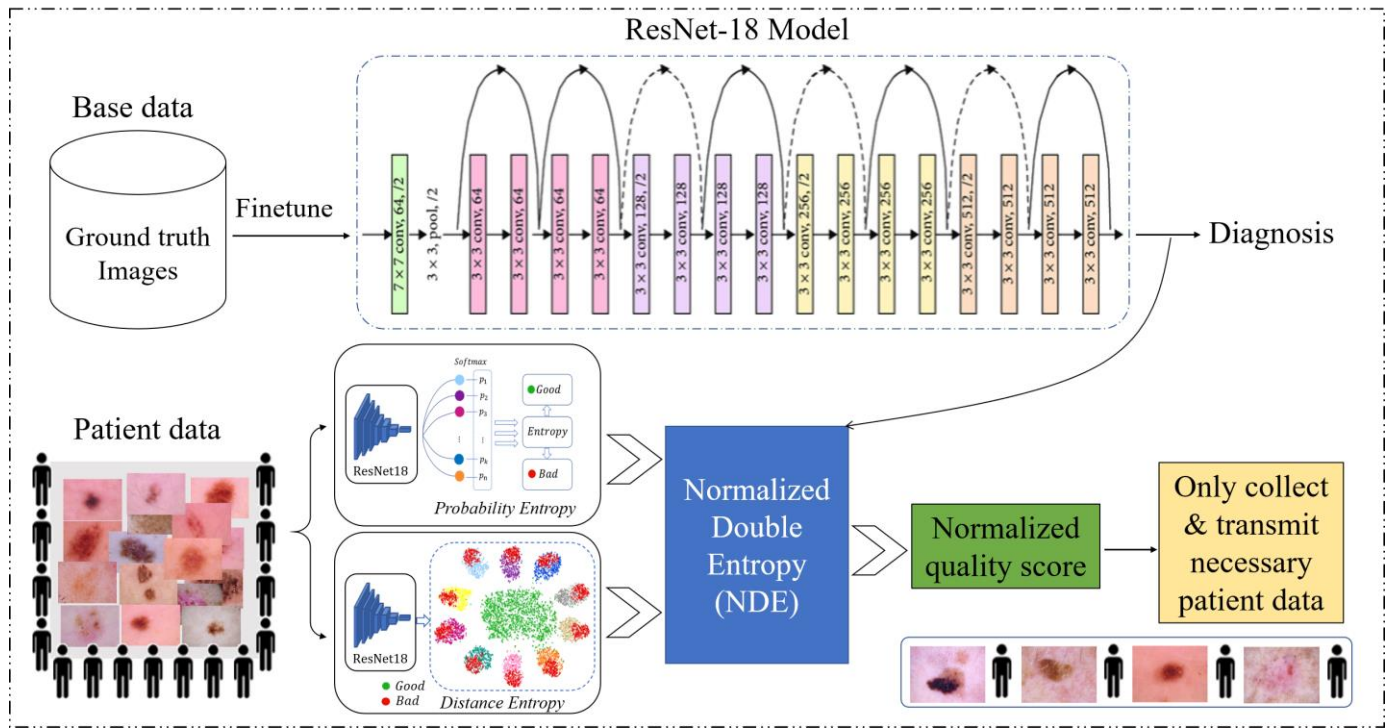 ResNet-18 Model
Base data
Ground truth
Images
Finetune
7 × 7 conv, 64, /2
3 × 3, pool, /2
3 × 3 conv, 64
3 × 3 conv, 64
3 × 3 conv, 64
3 × 3 conv, 64
3 × 3 conv, 128, /2
3 × 3 conv, 128
3 × 3 conv, 128
3 × 3 conv, 128
3 × 3 conv, 256, /2
3 × 3 conv, 256
3 × 3 conv, 256
3 × 3 conv, 256
3 × 3 conv, 512, /2
3 × 3 conv, 512
3 × 3 conv, 512
3 × 3 conv, 512
Diagnosis
Patient data
ResNet18
Softmax
p₁
p₂
p₃
⋮ ⋮
pₖ
pₙ
Good
Entropy
Bad
Probability Entropy
ResNet18
Good
Bad
Distance Entropy
Normalized
Double
Entropy
(NDE)
Normalized
quality score
Only collect
& transmit
necessary
patient data